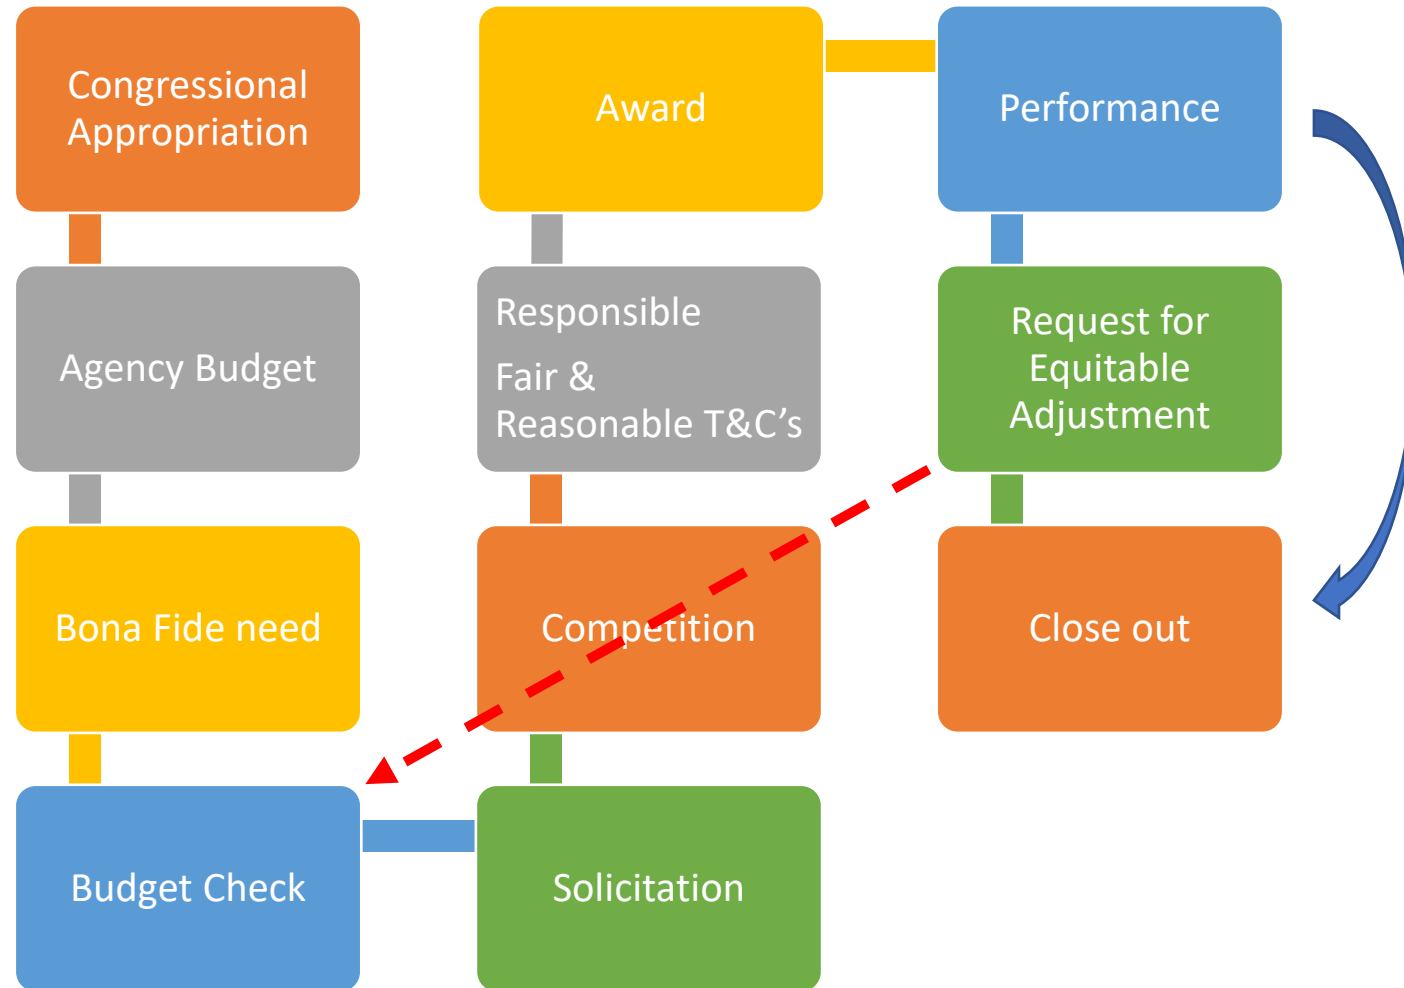 Congressional
Appropriation
Agency Budget
Bona Fide need
Budget Check
Solicitation
Competition
Responsible
Fair &
Reasonable T&C’s
Award
Performance
Request for
Equitable
Adjustment
Close out